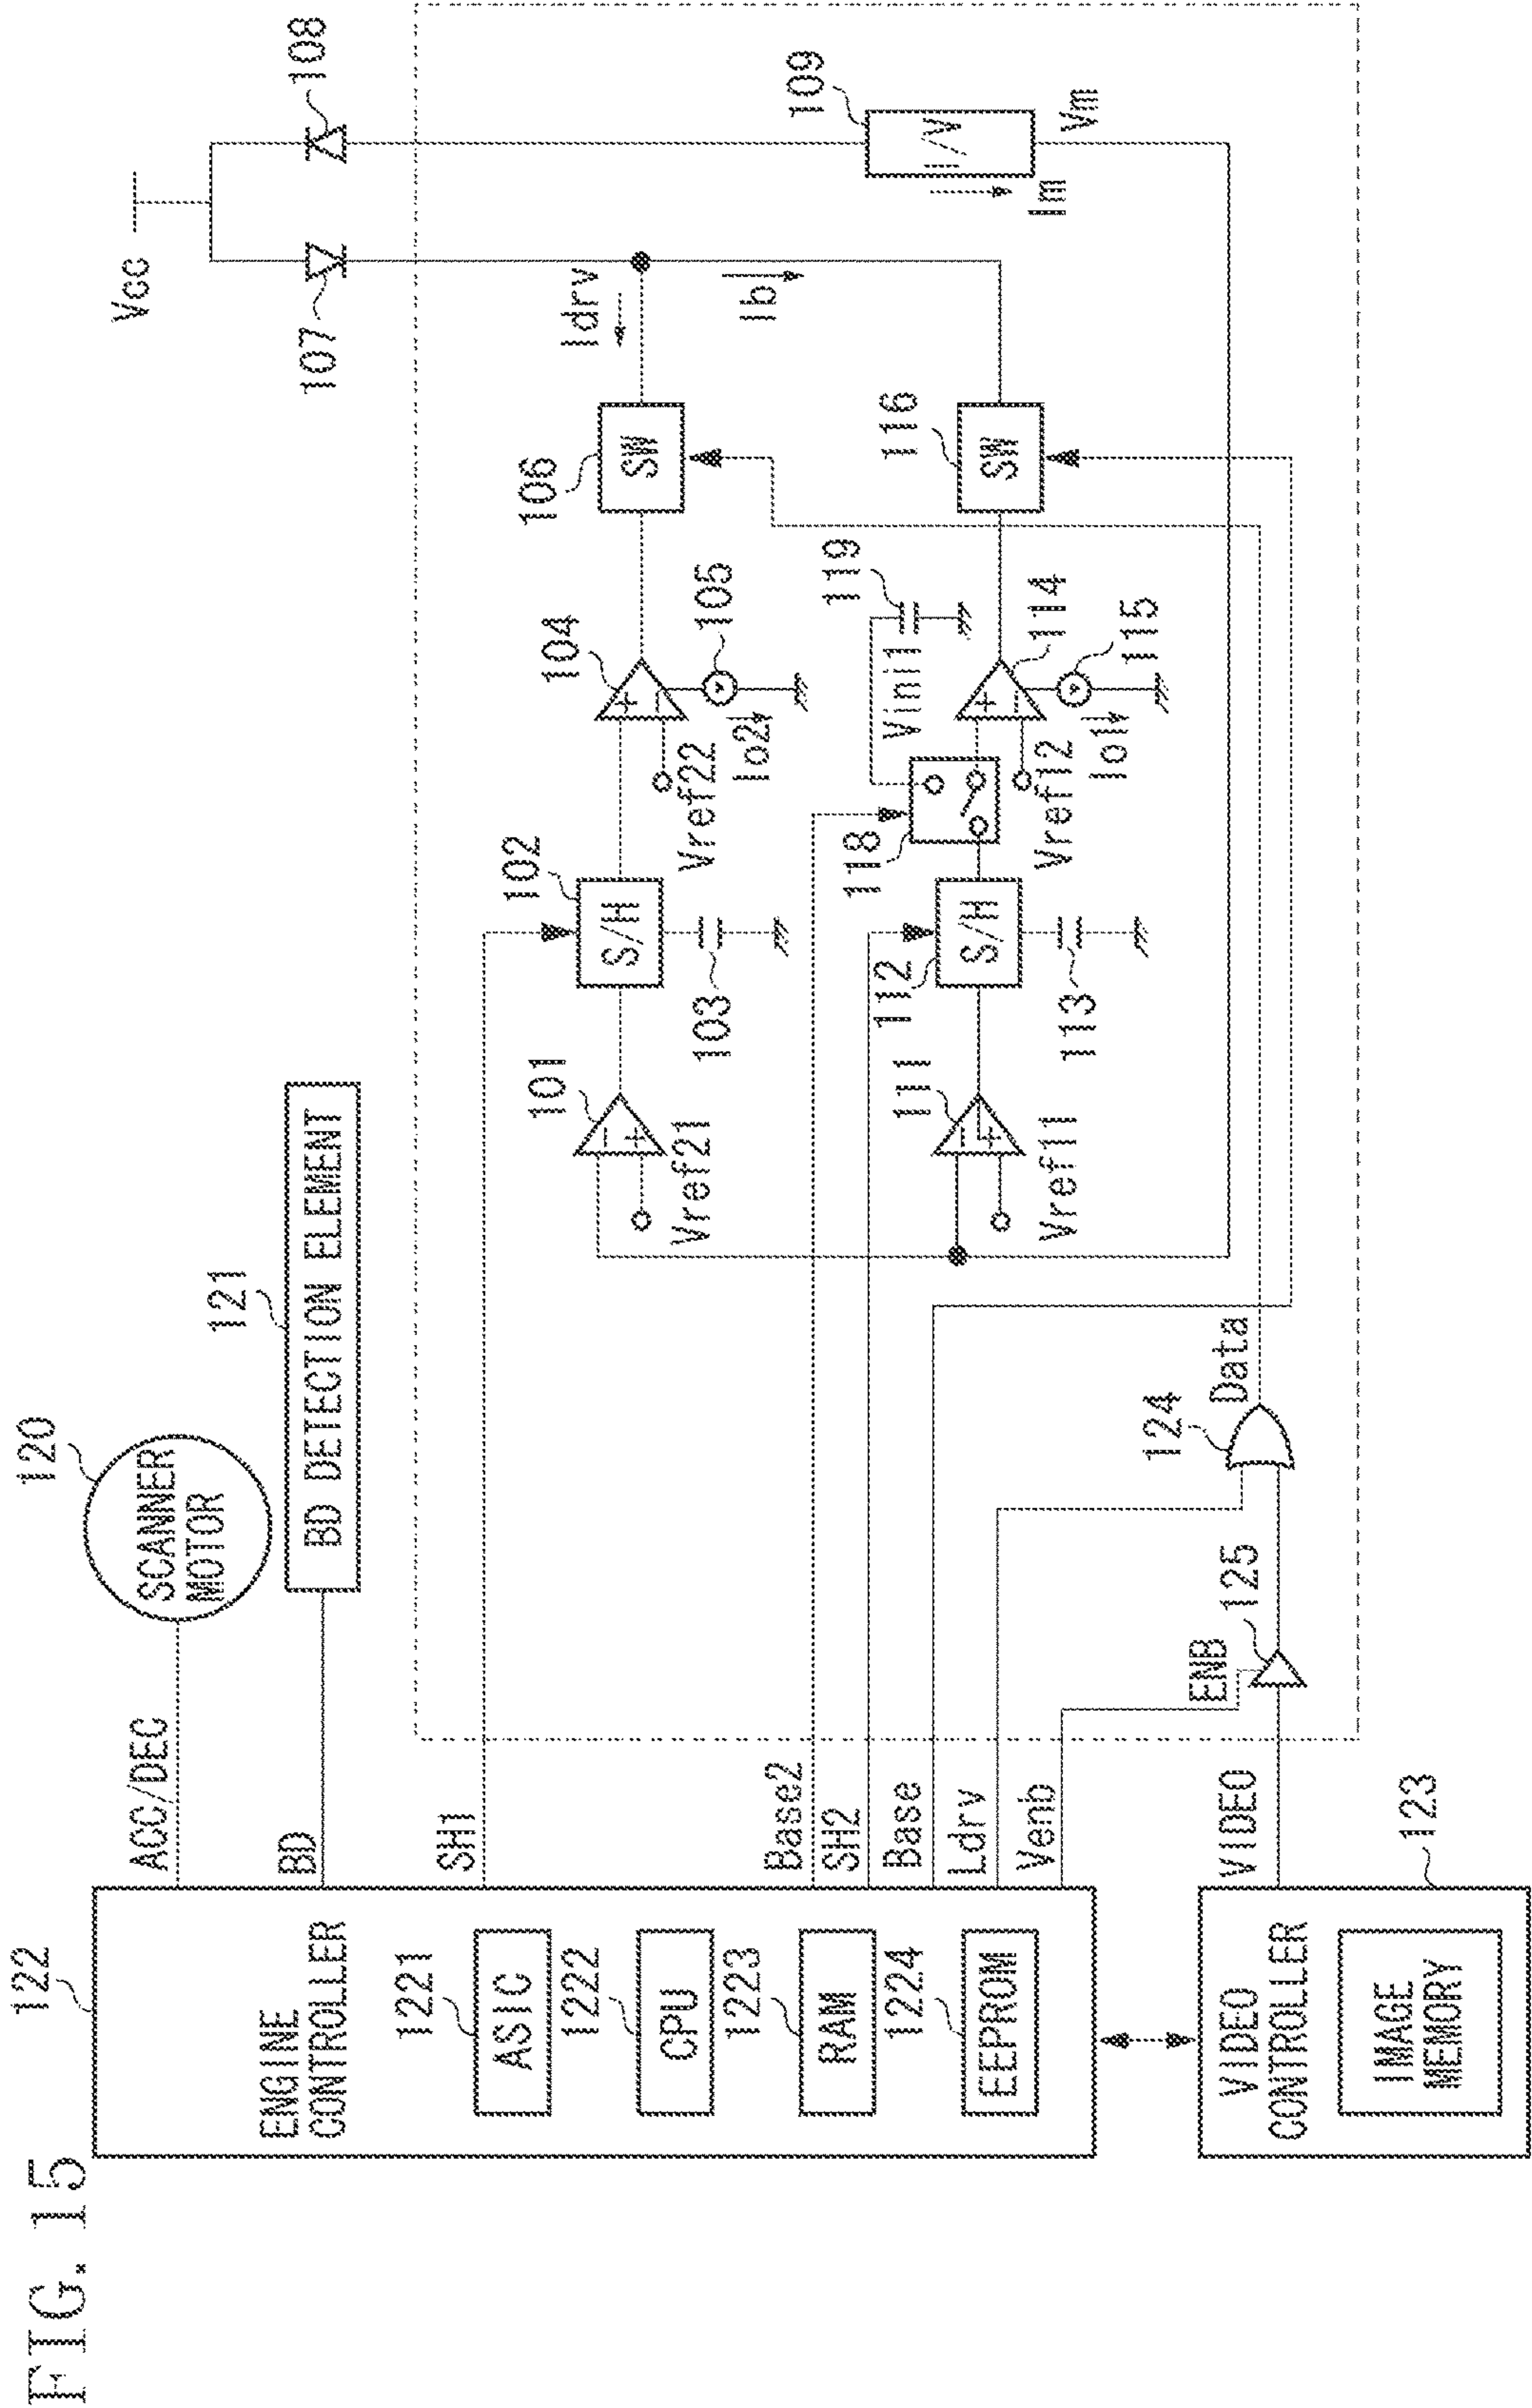 FIG. 15
122
ENGINE
CONTROLLER
1221
ASIC
1222
CPU
1223
RAM
1224
EEPROM
VIDEO
CONTROLLER
IMAGE
MEMORY
123
ACC/DEC
BD
SH1
Base2
SH2
Base
Ldrv
Venb
VIDEO
120
SCANNER
MOTOR
121
BD DETECTION ELEMENT
ENB
125
124
Data
101
-
+
Vref21
111
-
+
Vref11
102
S/H
103
112
S/H
113
118
Vini1
119
104
+
-
Vref22
105
Io2
114
+
-
Vref12
115
Io1
106
SW
116
SW
Idrv
Ib
107
108
Vcc
109
I/V
Im
Vm